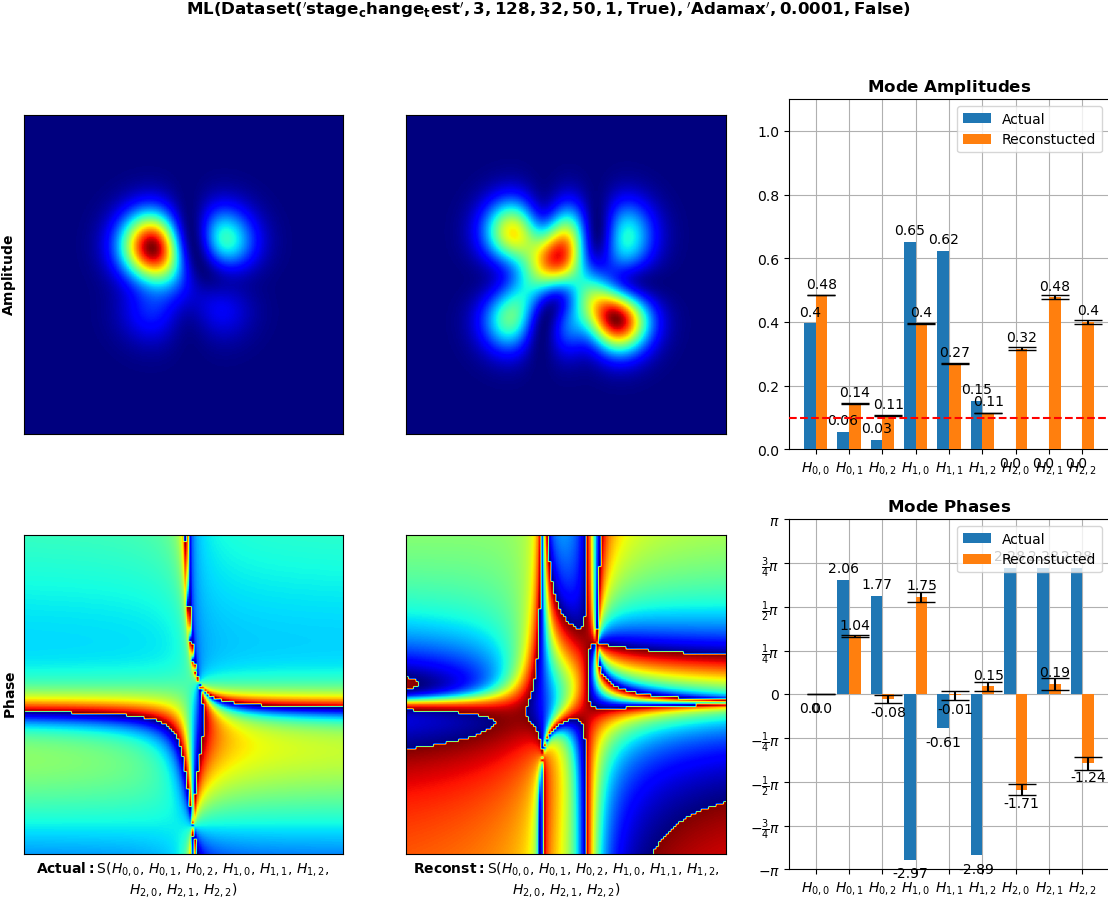 ML(Dataset('stage_change_test', 3, 128, 32, 50, 1, True), 'Adamax', 0.0001, False)
Amplitude
Mode Amplitudes
Actual
Reconstucted
1.0
0.8
0.6
0.4
0.2
0.0
0.4
0.48
0.06
0.14
0.03
0.11
0.65
0.4
0.62
0.27
0.15
0.11
0.0
0.32
0.0
0.48
0.0
0.4
H0,0 H0,1 H0,2 H1,0 H1,1 H1,2 H2,0 H2,1 H2,2
Phase
Mode Phases
Actual
Reconstucted
π
3/4π
1/2π
1/4π
0
−1/4π
−1/2π
−3/4π
−π
0.0
0.0
2.06
1.04
1.77
-0.08
-2.97
1.75
-0.61
-0.01
-2.89
0.15
-1.71
0.19
-1.24
H0,0 H0,1 H0,2 H1,0 H1,1 H1,2 H2,0 H2,1 H2,2
Actual: S(H0,0, H0,1, H0,2, H1,0, H1,1, H1,2,
H2,0, H2,1, H2,2)
Reconst: S(H0,0, H0,1, H0,2, H1,0, H1,1, H1,2,
H2,0, H2,1, H2,2)